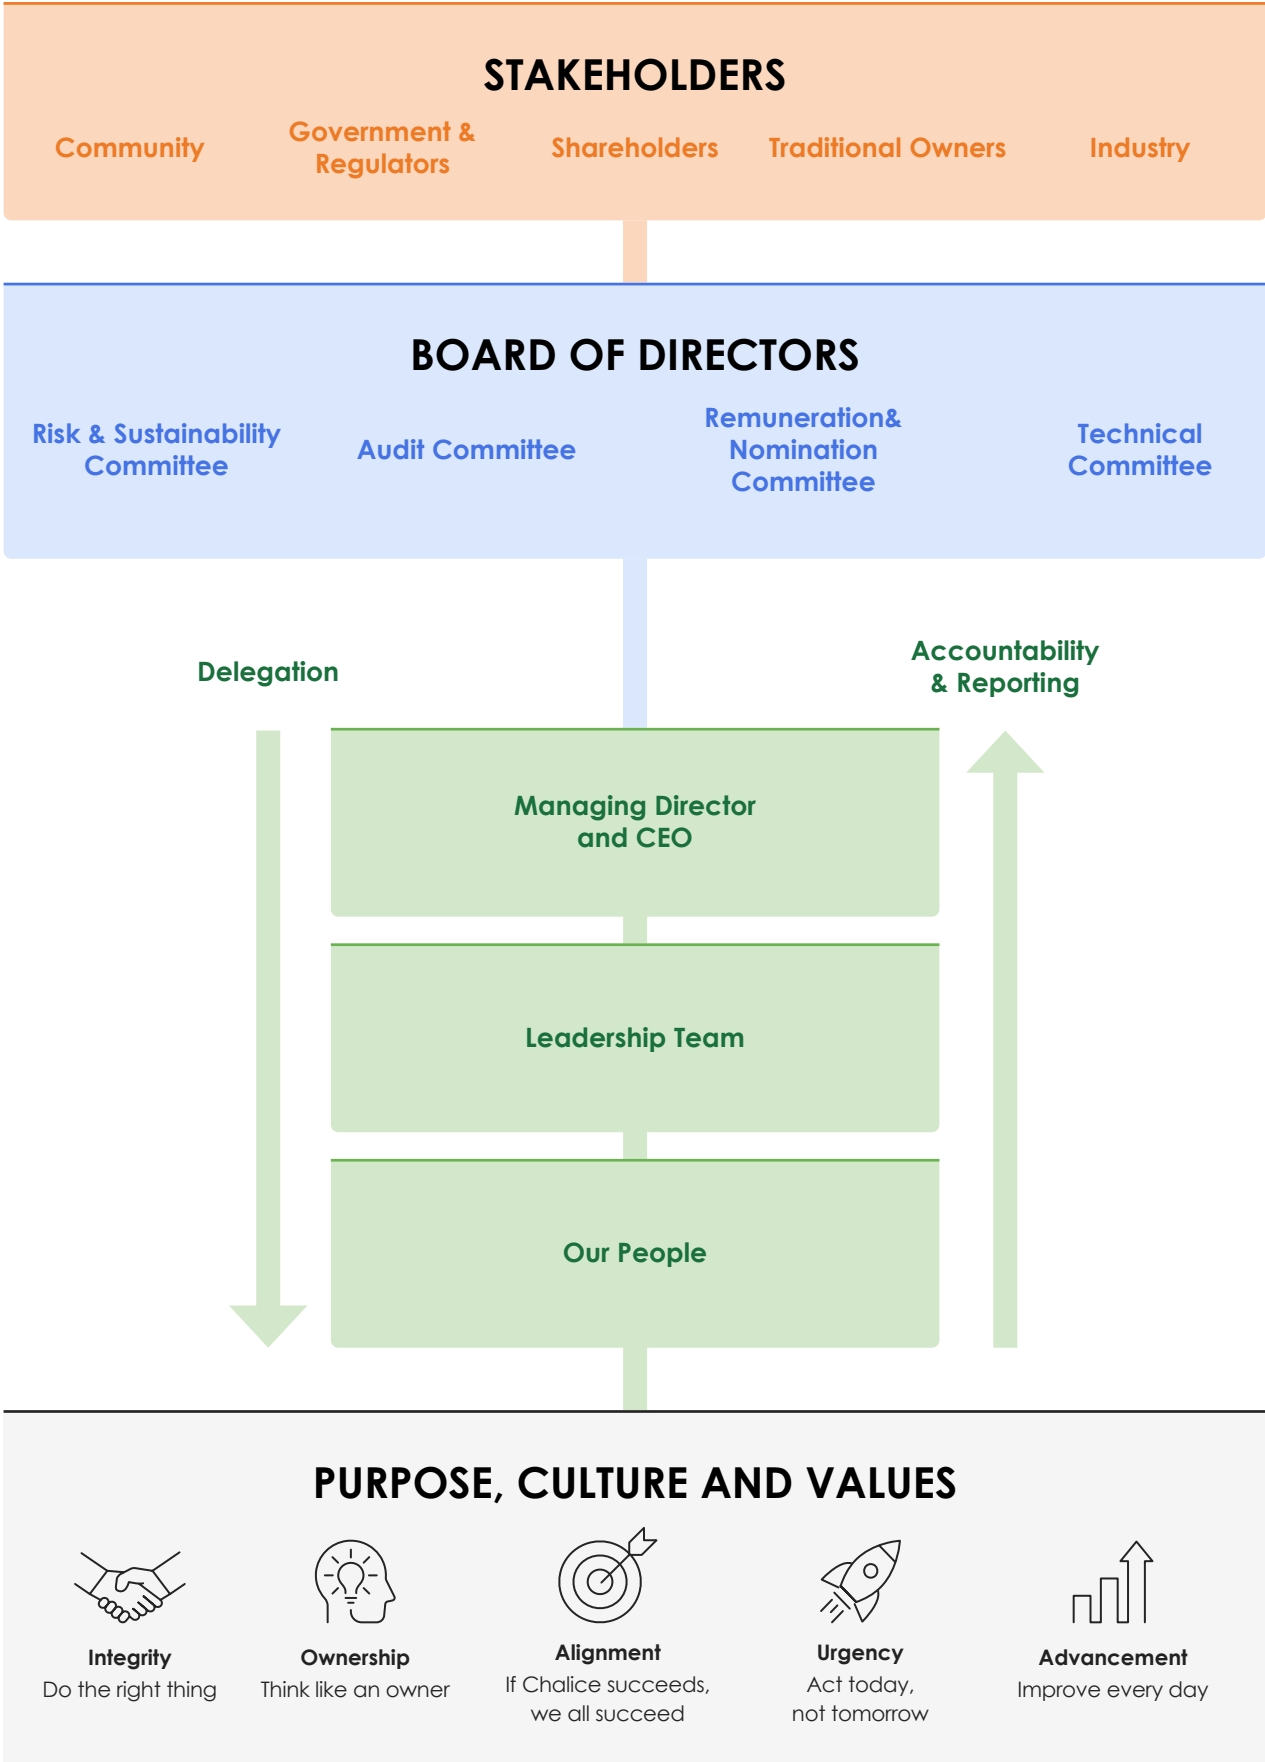 STAKEHOLDERS
Community
Government &
Regulators
Shareholders
Traditional Owners
Industry
BOARD OF DIRECTORS
Risk & Sustainability
Committee
Audit Committee
Remuneration&
Nomination
Committee
Technical
Committee
Delegation
Accountability
& Reporting
Managing Director
and CEO
Leadership Team
Our People
PURPOSE, CULTURE AND VALUES
Integrity
Do the right thing
Ownership
Think like an owner
Alignment
If Chalice succeeds,
we all succeed
Urgency
Act today,
not tomorrow
Advancement
Improve every day